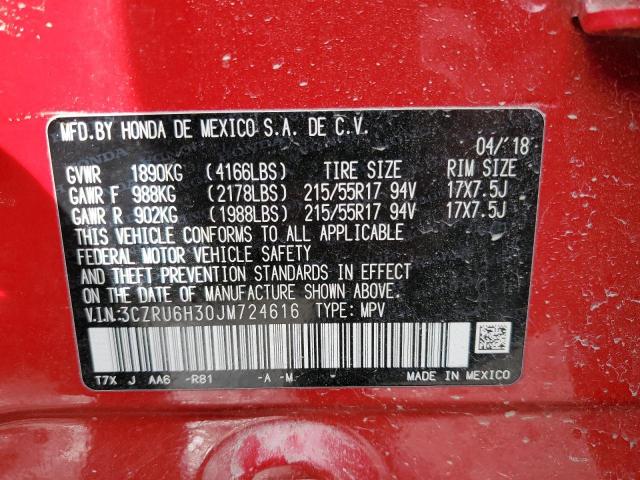 MFD.BY HONDA DE MEXICO S.A. DE C.V.
04/'18
GVWR 1890KG (4166LBS) TIRE SIZE RIM SIZE
GAWR F 988KG (2178LBS) 215/55R17 94V 17X7.5J
GAWR R 902KG (1988LBS) 215/55R17 94V 17X7.5J
THIS VEHICLE CONFORMS TO ALL APPLICABLE
FEDERAL MOTOR VEHICLE SAFETY
AND THEFT PREVENTION STANDARDS IN EFFECT
ON THE DATE OF MANUFACTURE SHOWN ABOVE.
V.I.N:3CZRU6H30JM724616 TYPE: MPV
T7X J AA6 -R81 -A -M- - MADE IN MEXICO